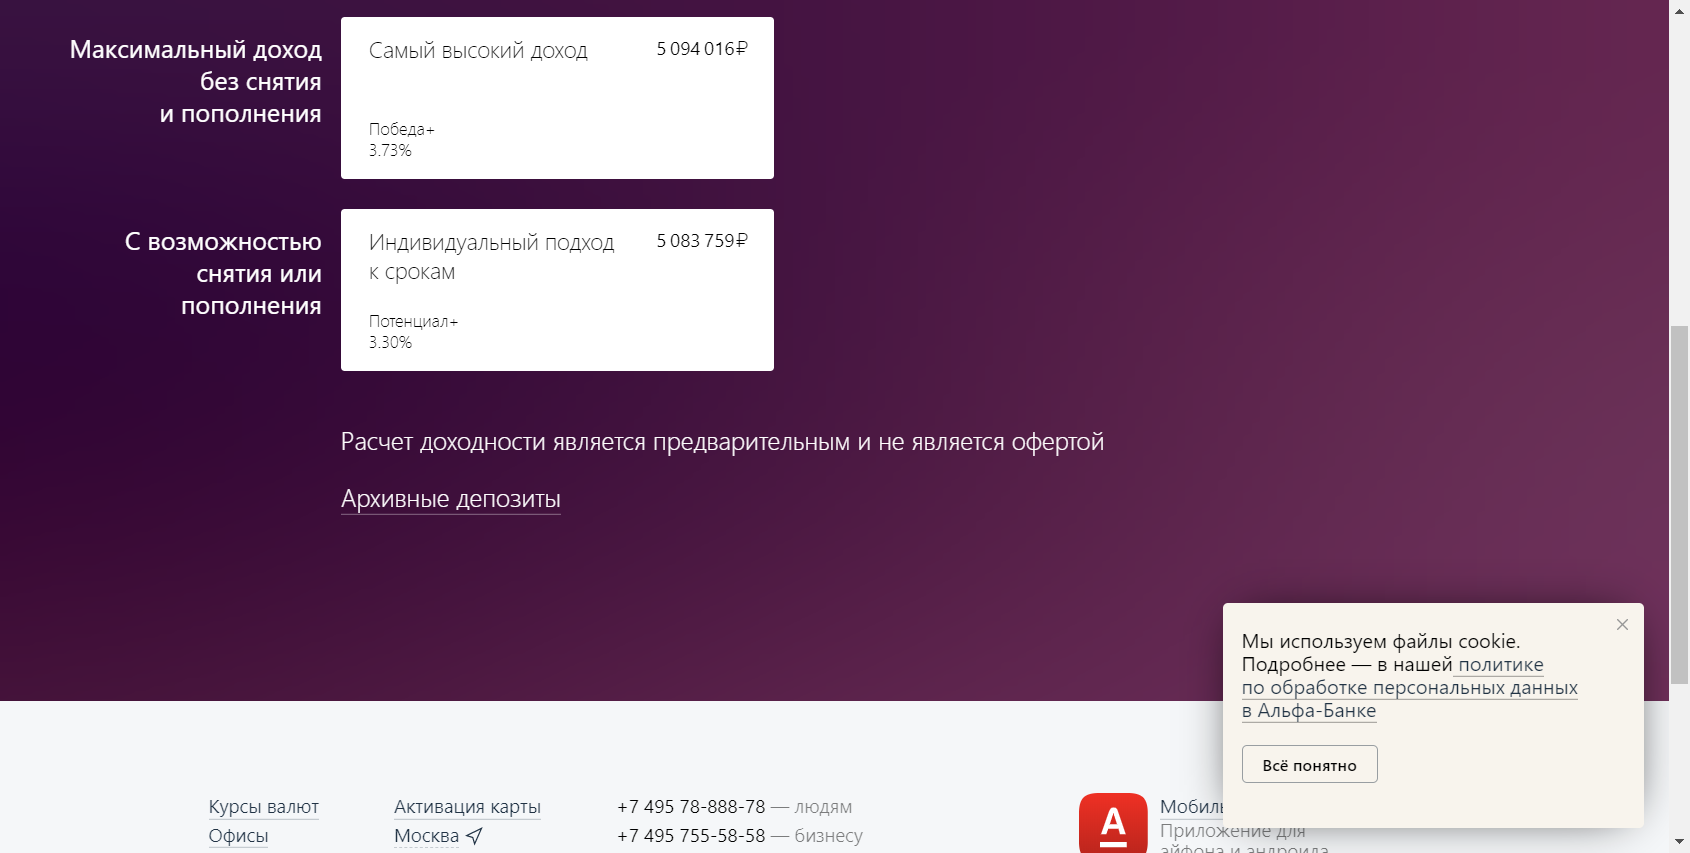 Максимальный доход
без снятия
и пополнения
Самый высокий доход
5 094 016 ₽
Победа+
3.73%
С возможностью
снятия или
пополнения
Индивидуальный подход
к срокам
5 083 759 ₽
Потенциал+
3.30%
Расчет доходности является предварительным и не является офертой
Архивные депозиты
Мы используем файлы cookie.
Подробнее — в нашей политике
по обработке персональных данных
в Альфа-Банке
Всё понятно
Курсы валют
Офисы
Активация карты
Москва
+7 495 78-888-78 — людям
+7 495 755-58-58 — бизнесу
А
Приложение для
айфона и андроида